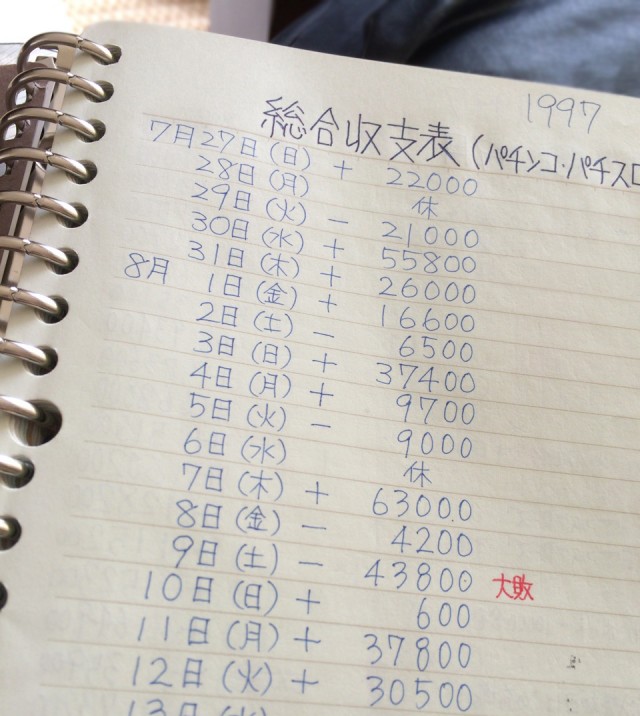 1997
総合収支表(パチンコ・パチスロ
7月27日(日) + 22000
28日(月) 休
29日(火) − 21000
30日(水) + 55800
31日(木) + 26000
8月 1日(金) + 16600
2日(土) − 6500
3日(日) + 37400
4日(月) + 9700
5日(火) − 9000
6日(水) 休
7日(木) + 63000
8日(金) − 4200
9日(土) − 43800 大敗
10日(日) + 600
11日(月) + 37800
12日(火) + 30500
13日(水)